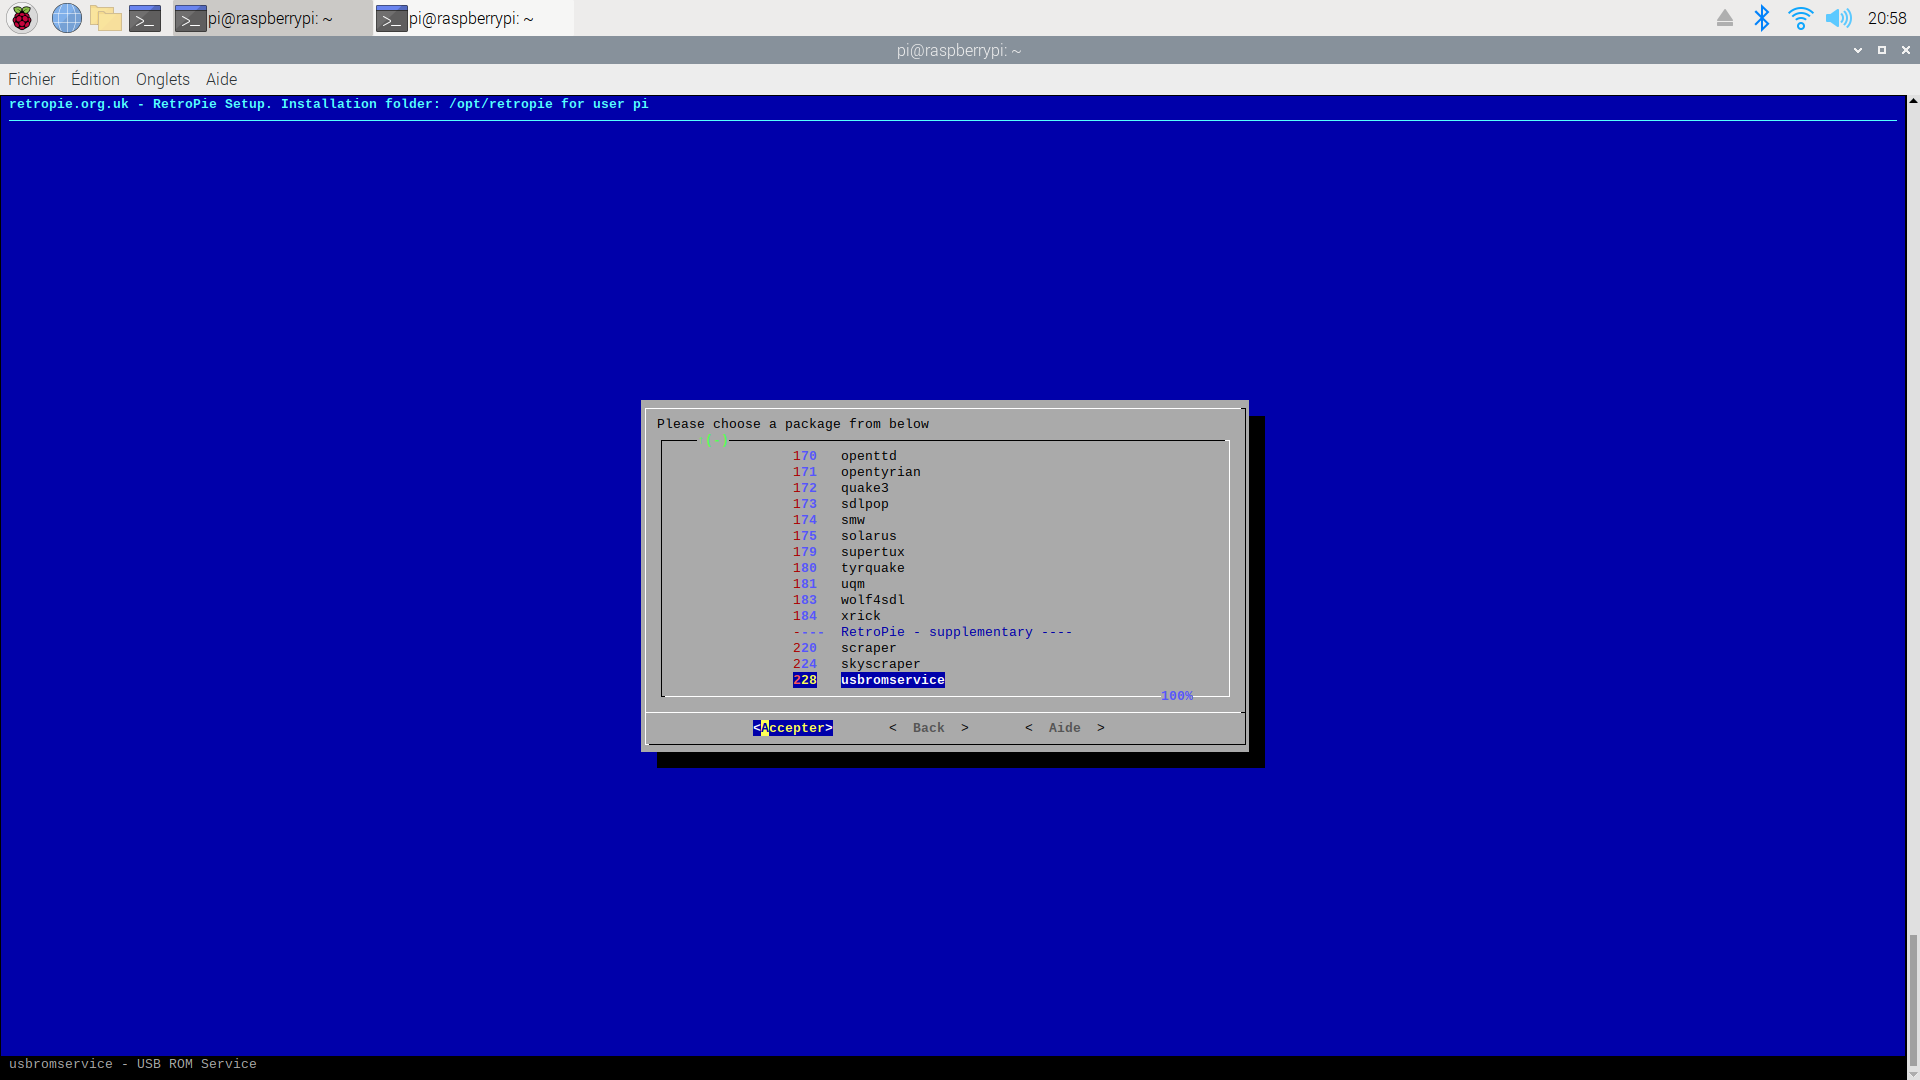 pi@raspberrypi: ~
pi@raspberrypi: ~
20:58
pi@raspberrypi: ~
Fichier Édition Onglets Aide
retropie.org.uk - RetroPie Setup. Installation folder: /opt/retropie for user pi
Please choose a package from below
(-)
170 openttd
171 opentyrian
172 quake3
173 sdlpop
174 smw
175 solarus
179 supertux
180 tyrquake
181 uqm
183 wolf4sdl
184 xrick
---- RetroPie - supplementary ----
220 scraper
224 skyscraper
228 usbromservice
100%
<Accepter> < Back > < Aide >
usbromservice - USB ROM Service